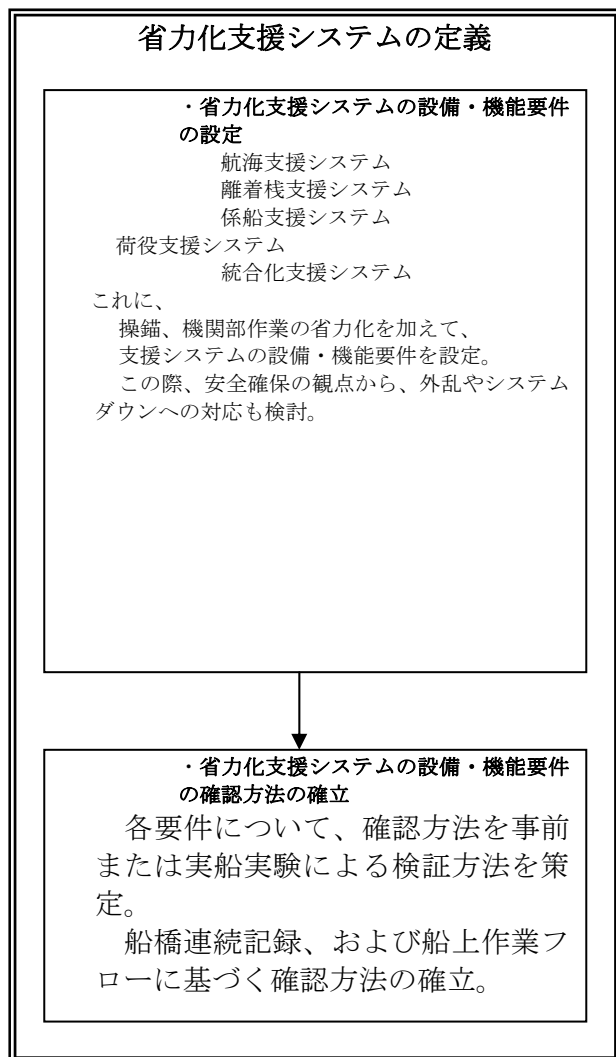 省力化支援システムの定義
・省力化支援システムの設備・機能要件
の設定
航海支援システム
離着桟支援システム
係船支援システム
荷役支援システム
統合化支援システム
これに、
操錨、機関部作業の省力化を加えて、
支援システムの設備・機能要件を設定。
この際、安全確保の観点から、外乱やシステム
ダウンへの対応も検討。
・省力化支援システムの設備・機能要件
の確認方法の確立
各要件について、確認方法を事前
または実船実験による検証方法を策
定。
船橋連続記録、および船上作業フ
ローに基づく確認方法の確立。